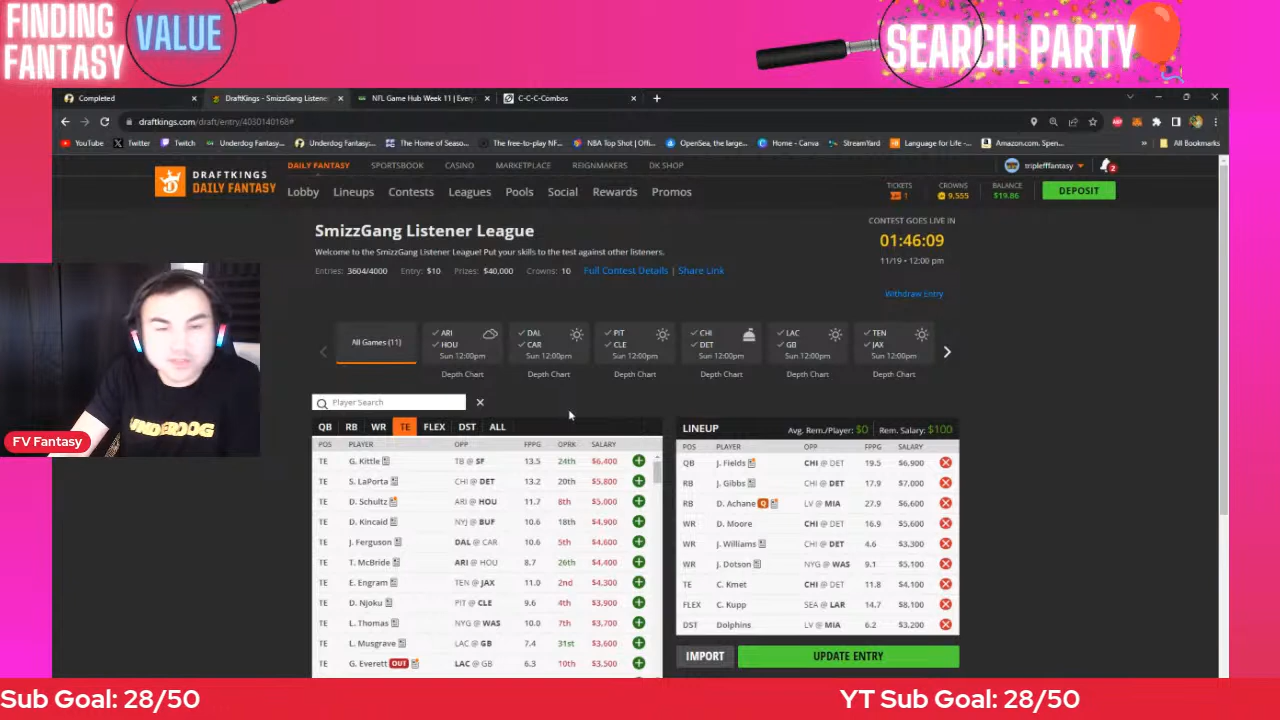 FINDING
FANTASY
VALUE
SEARCH PARTY
Completed
DraftKings - SmizzGang Listene
NFL Game Hub Week 11 | Every
C-C-C-Combos
draftkings.com/draft/entry/4030140168#
YouTube
Twitter
Twitch
Underdog Fantasy...
Finding Fantasy:...
The Home of Seaso...
The free-to-play NF...
NBA Top Shot | Offi...
OpenSea, the large...
Home - Canva
StreamYard
Language for Life -...
Amazon.com. Spen...
All Bookmarks
DRAFTKINGS
DAILY FANTASY
DAILY FANTASY SPORTSBOOK CASINO MARKETPLACE REIGNMAKERS DK SHOP
Lobby Lineups Contests Leagues Pools Social Rewards Promos
tripleffantasy
2
TICKETS
1
CROWNS
9,555
BALANCE
$19.86
DEPOSIT
SmizzGang Listener League
Welcome to the SmizzGang Listener League! Put your skills to the test against other listeners.
Entries: 3604/4000 Entry: $10 Prizes: $40,000 Crowns: 10 Full Contest Details | Share Link
CONTEST GOES LIVE IN
01:46:09
11/19 • 12:00 pm
Withdraw Entry
All Games (11)
ARI
HOU
Sun 12:00pm
Depth Chart
DAL
CAR
Sun 12:00pm
Depth Chart
PIT
CLE
Sun 12:00pm
Depth Chart
CHI
DET
Sun 12:00pm
Depth Chart
LAC
GB
Sun 12:00pm
Depth Chart
TEN
JAX
Sun 12:00pm
Depth Chart
Player Search
QB RB WR TE FLEX DST ALL
POS PLAYER OPP FPPG OPRK SALARY
TE G. Kittle TB @ SF 13.5 24th $6,400
TE S. LaPorta CHI @ DET 13.2 20th $5,800
TE D. Schultz ARI @ HOU 11.7 8th $5,000
TE D. Kincaid NYJ @ BUF 10.6 18th $4,900
TE J. Ferguson DAL @ CAR 10.6 5th $4,600
TE T. McBride ARI @ HOU 8.7 26th $4,400
TE E. Engram TEN @ JAX 11.0 2nd $4,300
TE D. Njoku PIT @ CLE 9.6 4th $3,900
TE L. Thomas NYG @ WAS 10.0 7th $3,700
TE L. Musgrave LAC @ GB 7.4 31st $3,600
TE G. Everett OUT LAC @ GB 6.3 10th $3,500
LINEUP Avg. Rem./Player: $0 Rem. Salary: $100
POS PLAYER OPP FPPG SALARY
QB J. Fields CHI @ DET 19.5 $6,900
RB J. Gibbs CHI @ DET 17.9 $7,000
RB D. Achane Q LV @ MIA 27.9 $6,600
WR D. Moore CHI @ DET 16.9 $5,600
WR J. Williams CHI @ DET 4.6 $3,300
WR J. Dotson NYG @ WAS 9.1 $5,100
TE C. Kmet CHI @ DET 11.8 $4,100
FLEX C. Kupp SEA @ LAR 14.7 $8,100
DST Dolphins LV @ MIA 6.2 $3,200
IMPORT
UPDATE ENTRY
UNDERDOG
FV Fantasy
Sub Goal: 28/50
YT Sub Goal: 28/50